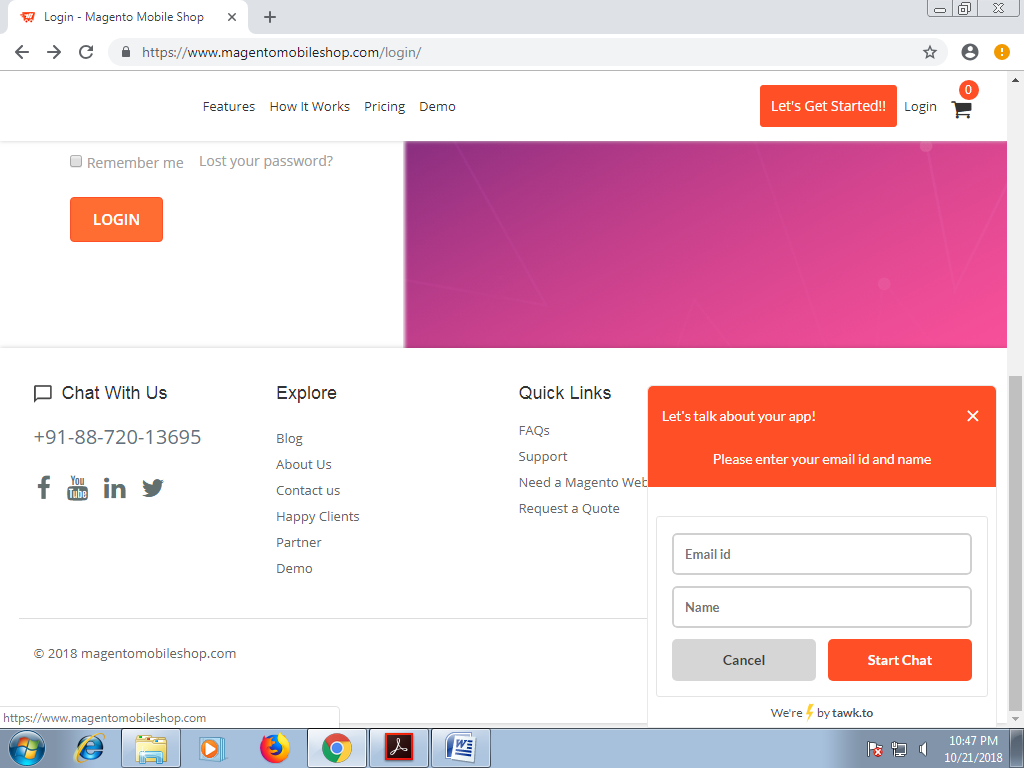 Login - Magento Mobile Shop
https://www.magentomobileshop.com/login/
Features How It Works Pricing Demo Let's Get Started!! Login 0
Remember me Lost your password?
LOGIN
Chat With Us
+91-88-720-13695
You
Tube
in
Explore
Blog
About Us
Contact us
Happy Clients
Partner
Demo
Quick Links
FAQs
Support
Need a Magento Web
Request a Quote
Let's talk about your app!
Please enter your email id and name
Email id
Name
Cancel Start Chat
We're by tawk.to
© 2018 magentomobileshop.com
https://www.magentomobileshop.com
10:47 PM
10/21/2018